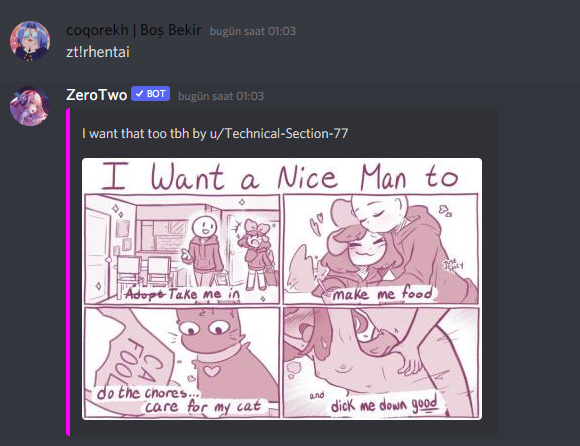 coqorekh | Boş Bekir bugün saat 01:03
zt!rhentai
ZeroTwo ✓ BOT bugün saat 01:03
I want that too tbh by u/Technical-Section-77
I Want a Nice Man to
Adopt Take me in
make me food
Just Spicy
CAT FOOD
do the chores...
care for my cat
and dick me down good